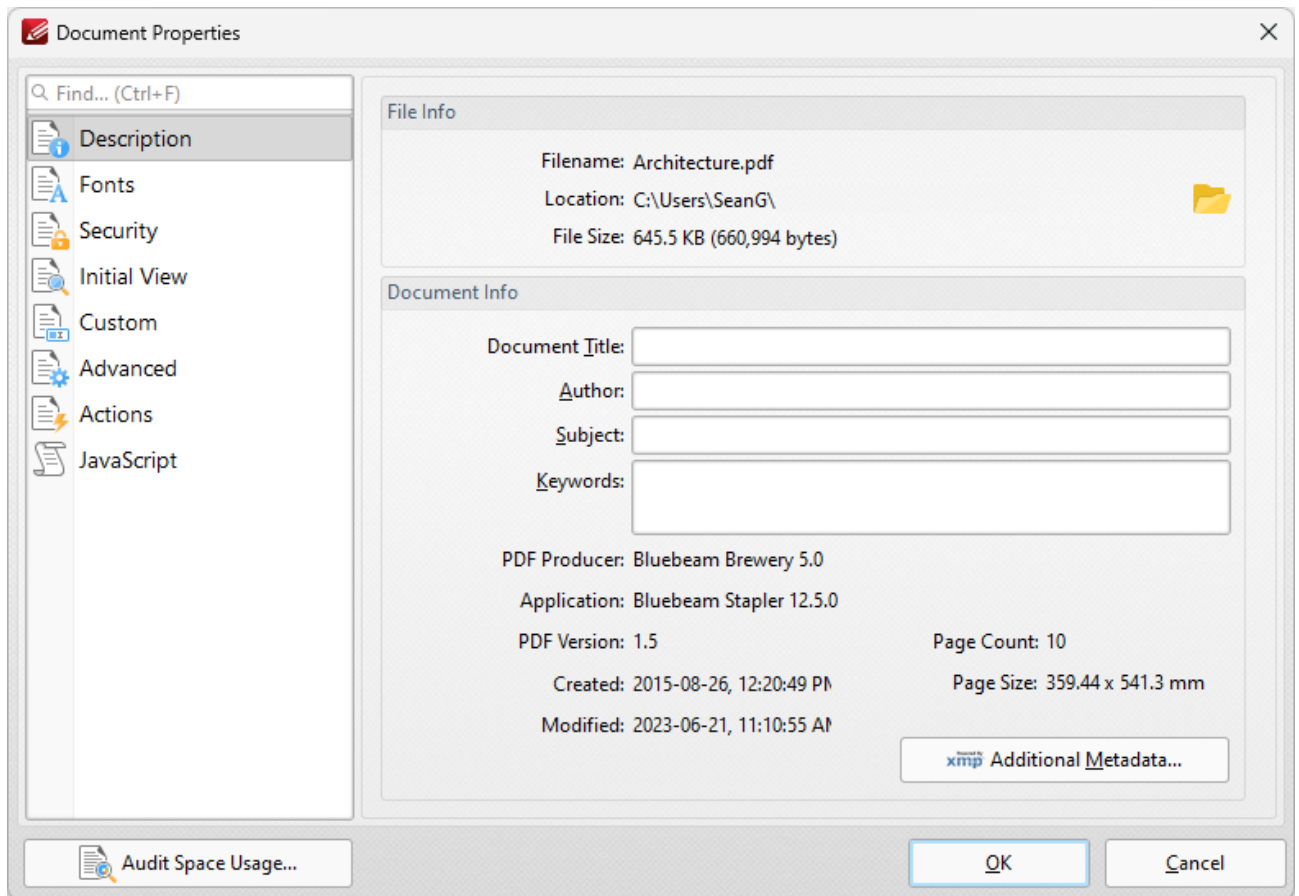 Document Properties
Find... (Ctrl+F)
Description
Fonts
Security
Initial View
Custom
Advanced
Actions
JavaScript
File Info
Filename: Architecture.pdf
Location: C:\Users\SeanG\
File Size: 645.5 KB (660,994 bytes)
Document Info
Document Title:
Author:
Subject:
Keywords:
PDF Producer: Bluebeam Brewery 5.0
Application: Bluebeam Stapler 12.5.0
PDF Version: 1.5 Page Count: 10
Created: 2015-08-26, 12:20:49 PM Page Size: 359.44 x 541.3 mm
Modified: 2023-06-21, 11:10:55 AM
xmp Additional Metadata...
Audit Space Usage... OK Cancel